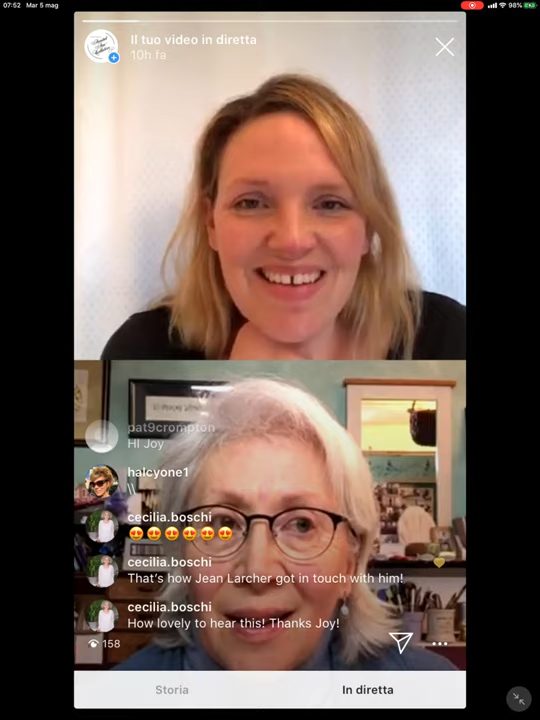 07:52 Mar 5 mag
98%
Il tuo video in diretta
10h fa
pat9crompton
HI Joy
halcyone1
\\
cecilia.boschi
😍😍😍😍😍😍
cecilia.boschi
That's how Jean Larcher got in touch with him!
cecilia.boschi
How lovely to hear this! Thanks Joy!
158
Storia
In diretta